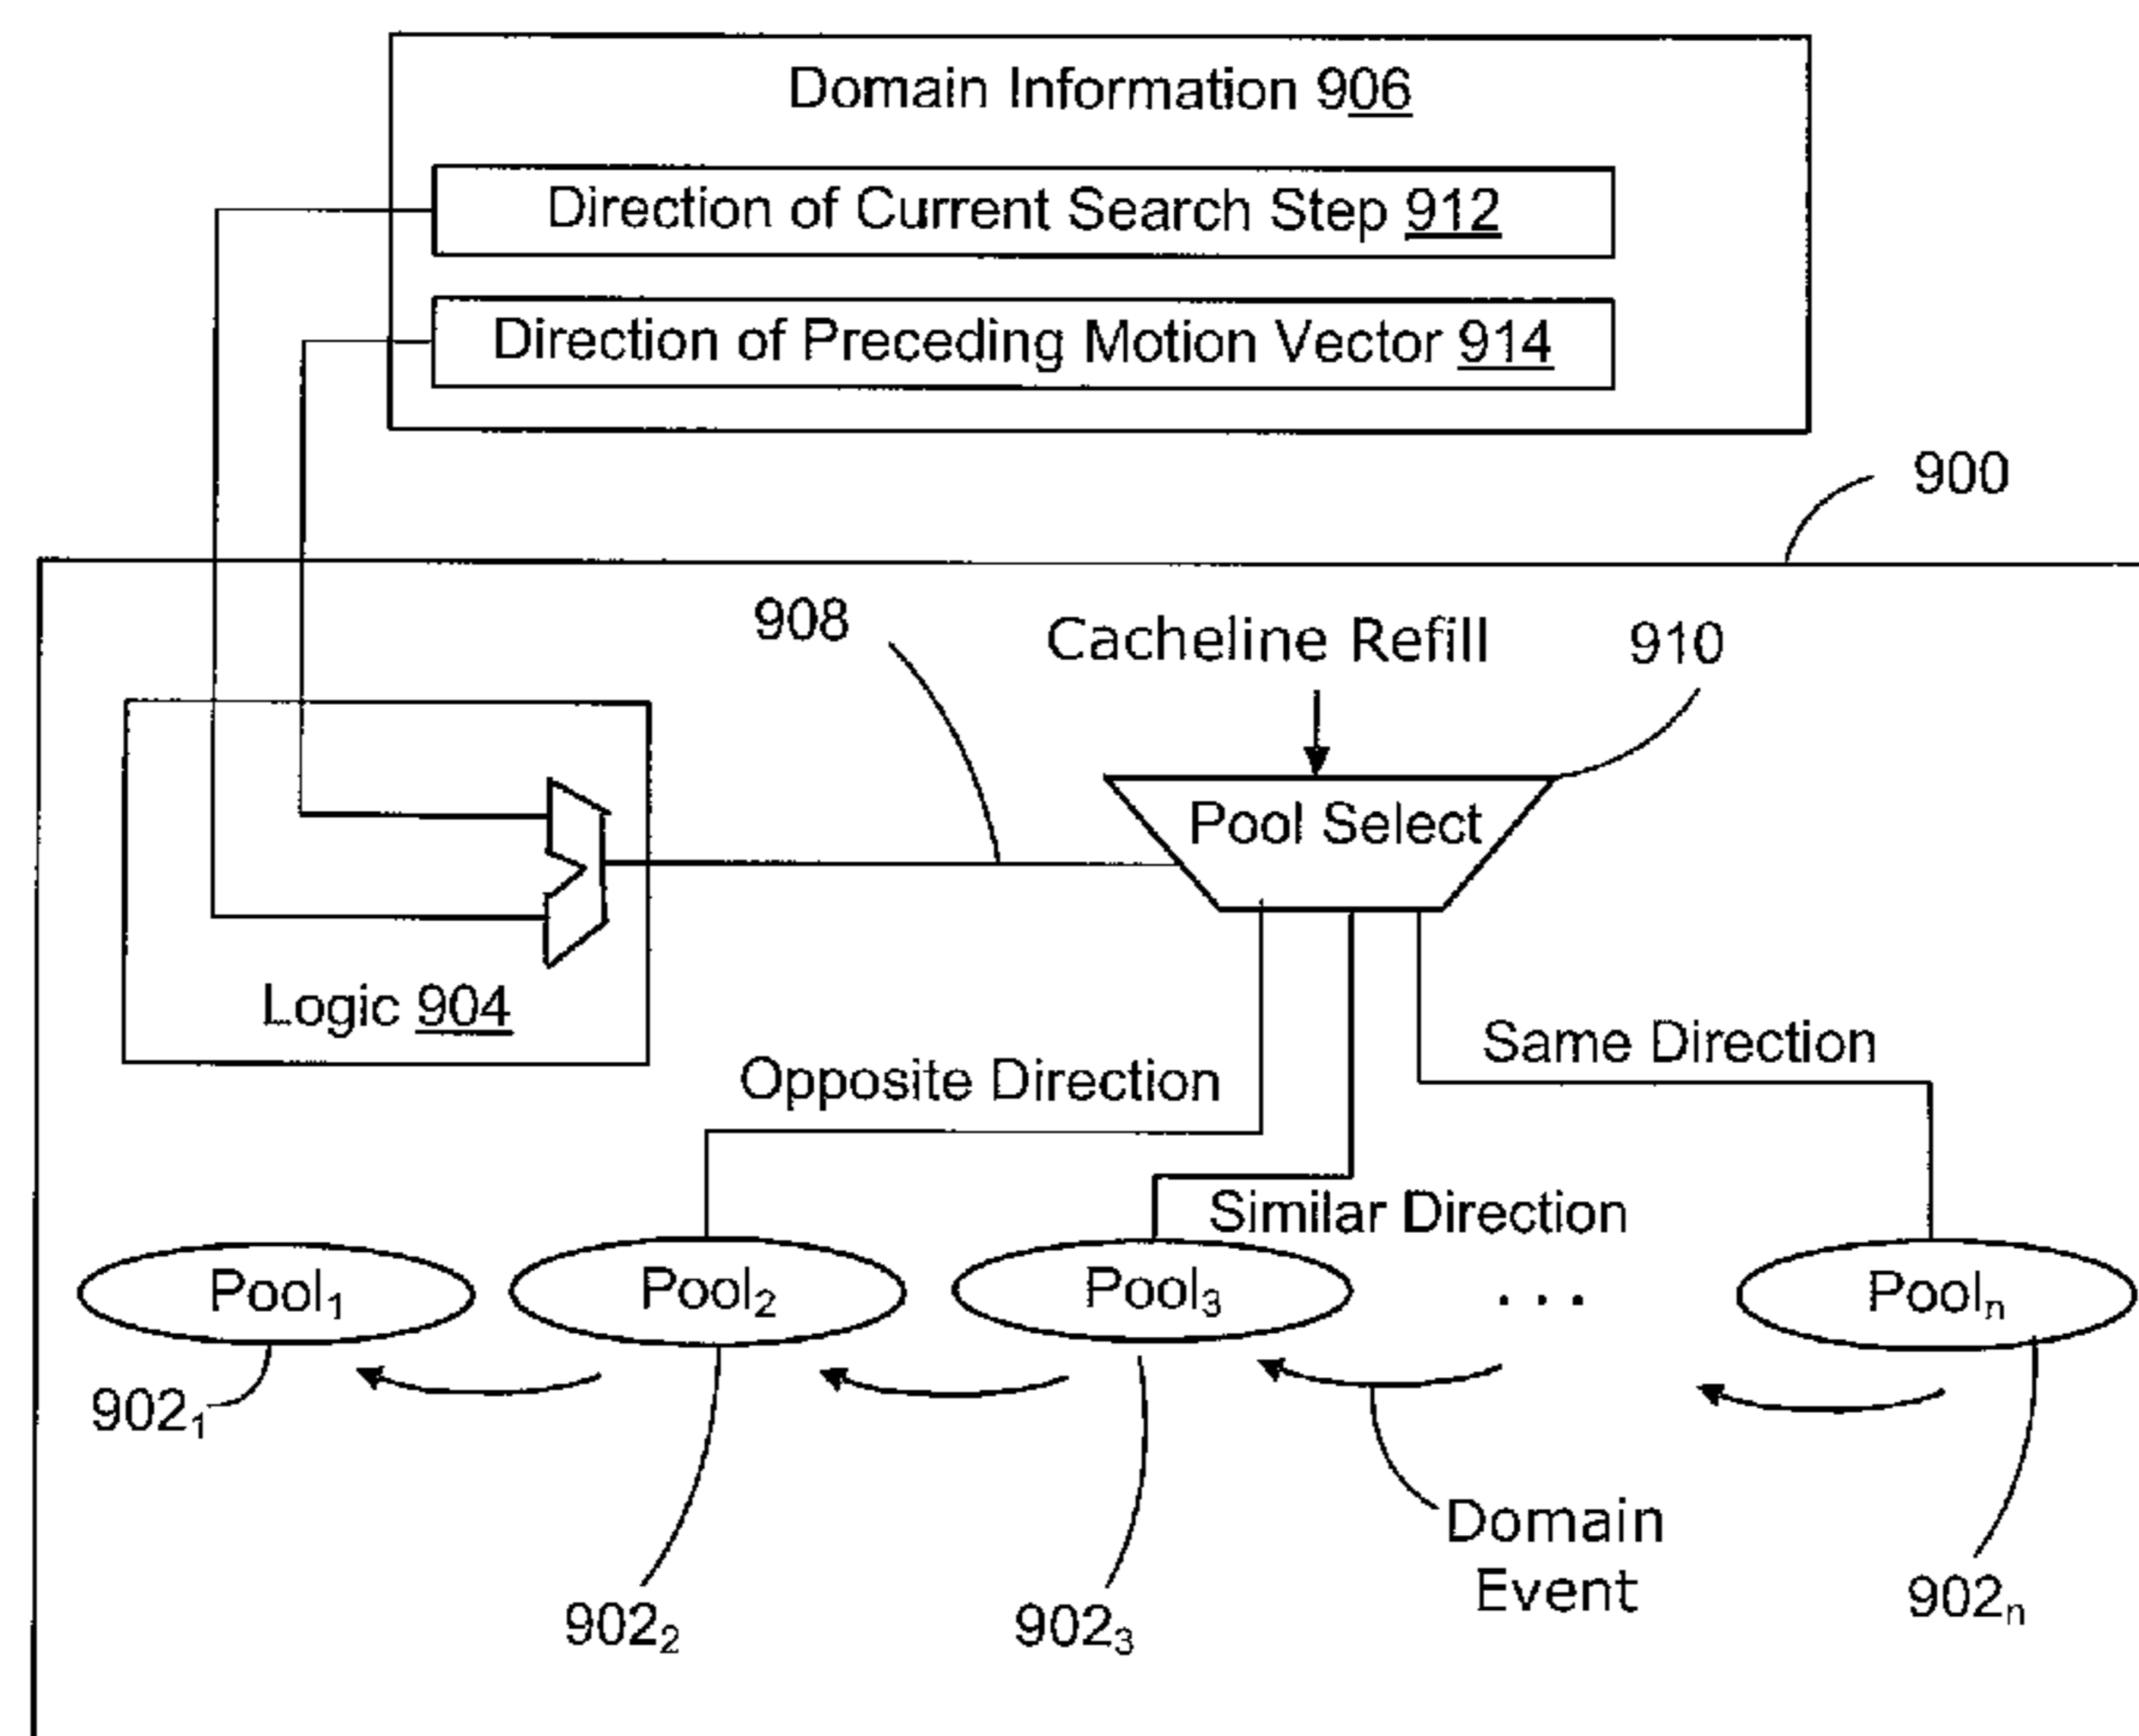 Domain Information 906
Direction of Current Search Step 912
Direction of Preceding Motion Vector 914
900
908
Cacheline Refill
910
Pool Select
Logic 904
Same Direction
Opposite Direction
Similar Direction
Pool₁
Pool₂
Pool₃
. . .
Poolₙ
902₁
Domain
Event
902₂
902₃
902ₙ